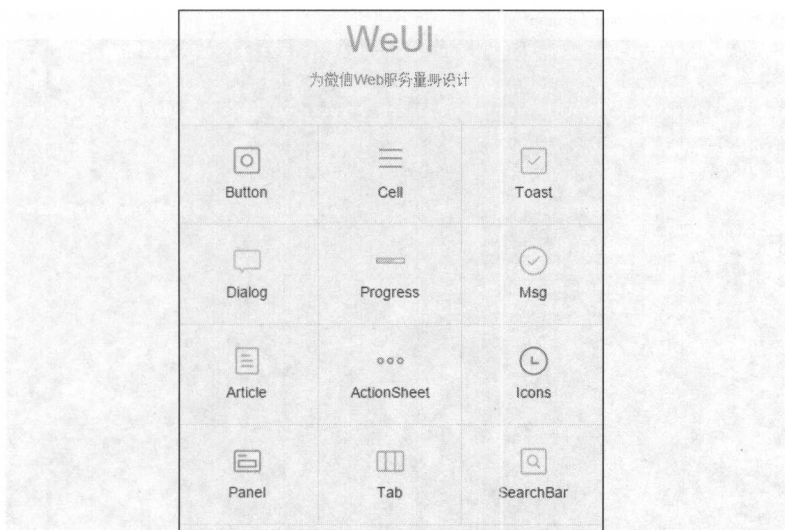 WeUI
为微信Web服务量身设计
Button Cell Toast
Dialog Progress Msg
Article ActionSheet Icons
Panel Tab SearchBar